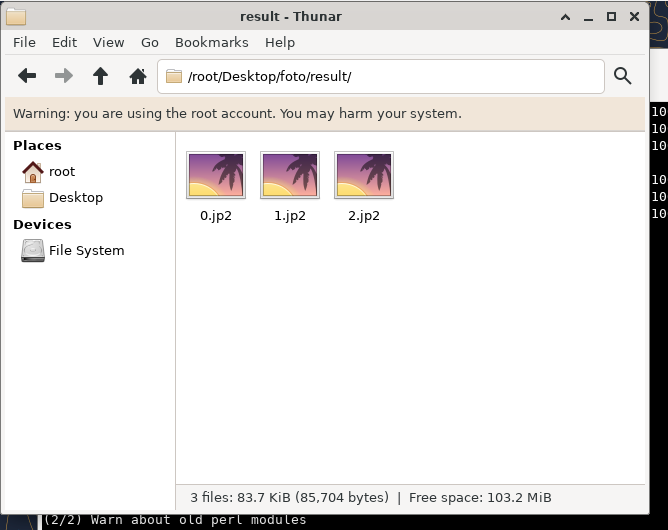 result - Thunar
File Edit View Go Bookmarks Help
/root/Desktop/foto/result/
Warning: you are using the root account. You may harm your system.
Places
root
Desktop
Devices
File System
0.jp2 1.jp2 2.jp2
3 files: 83.7 KiB (85,704 bytes) | Free space: 103.2 MiB
10
10
10
10
10
(2/2) Warn about old perl modules